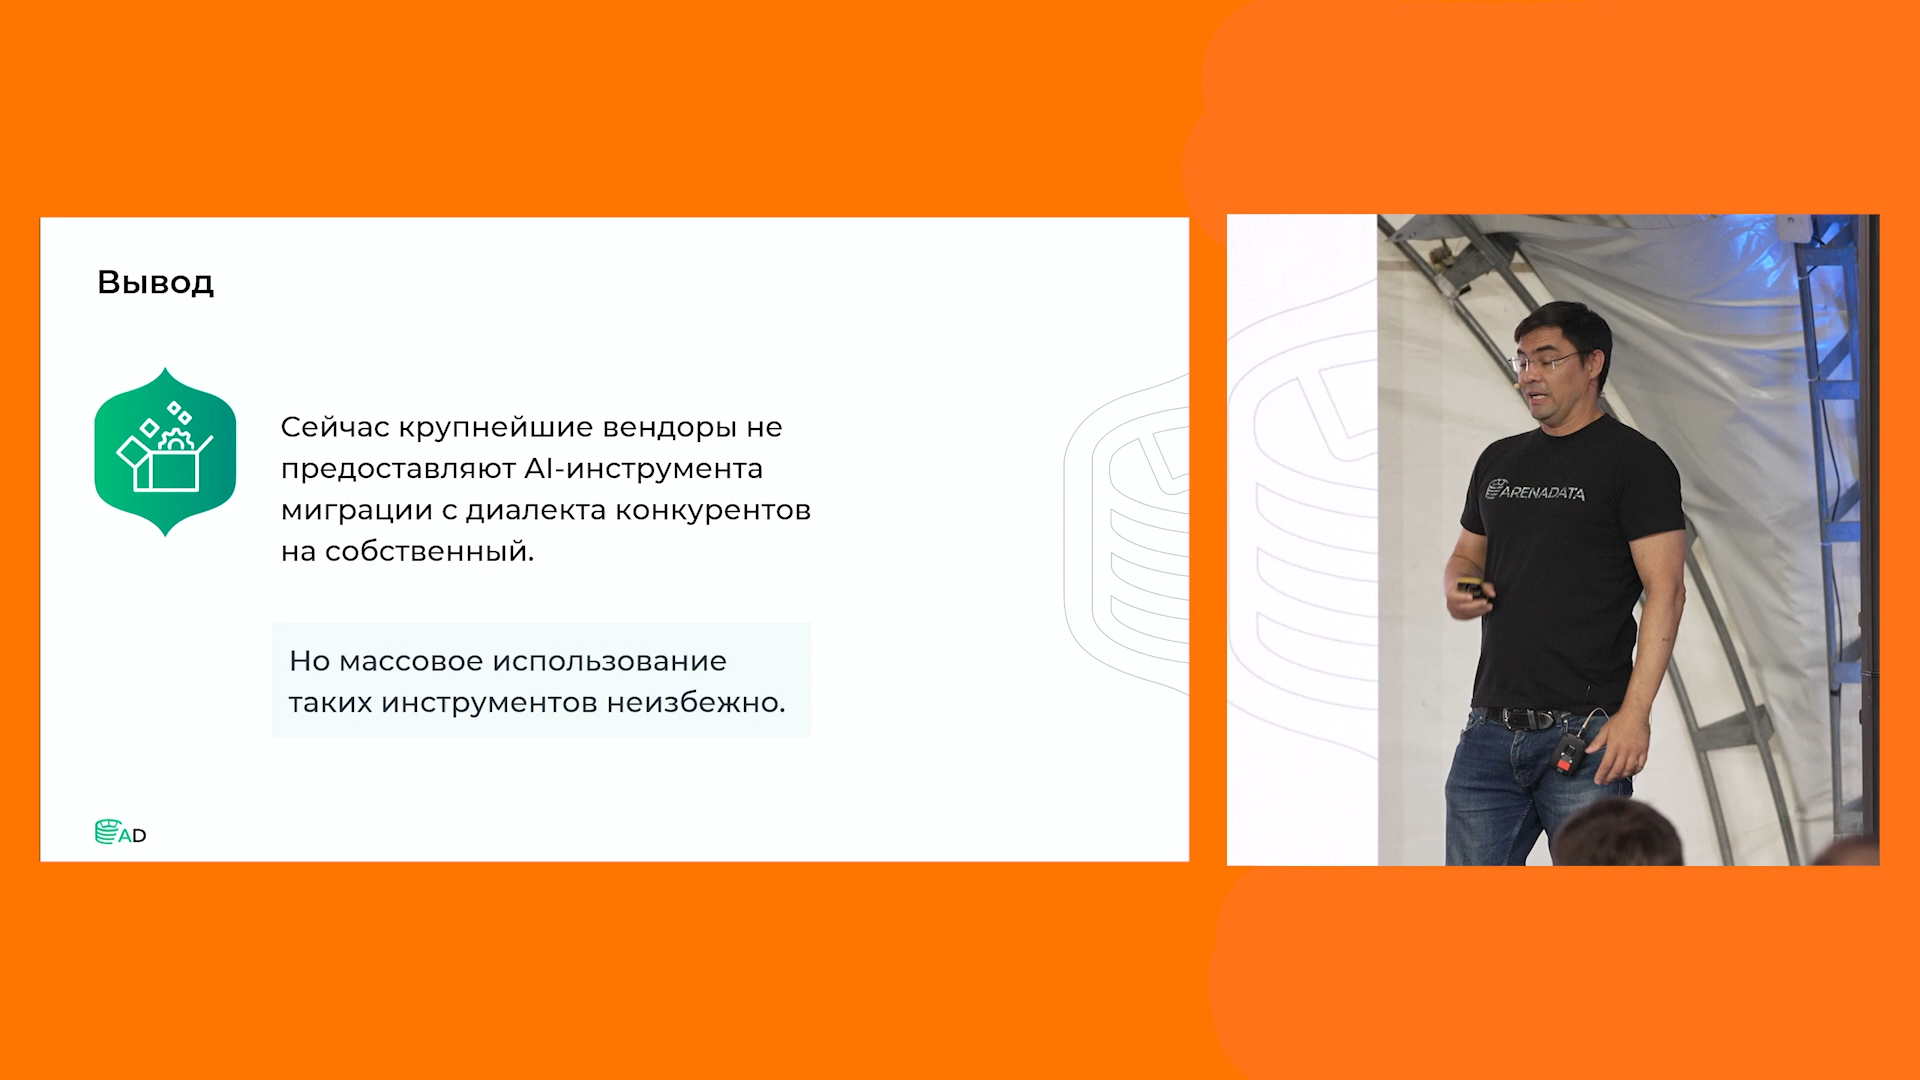 Вывод
Сейчас крупнейшие вендоры не
предоставляют AI-инструмента
миграции с диалекта конкурентов
на собственный.
Но массовое использование
таких инструментов неизбежно.
AD
ARENADATA